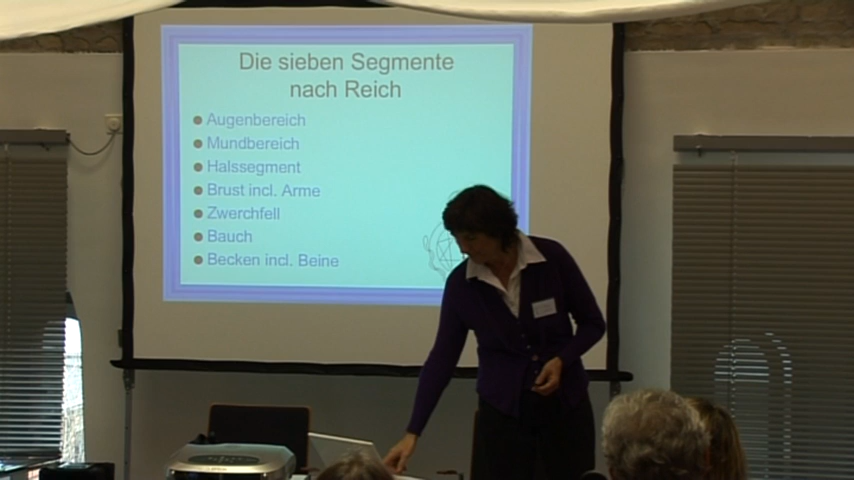 Die sieben Segmente
nach Reich
Augenbereich
Mundbereich
Halssegment
Brust incl. Arme
Zwerchfell
Bauch
Becken incl. Beine